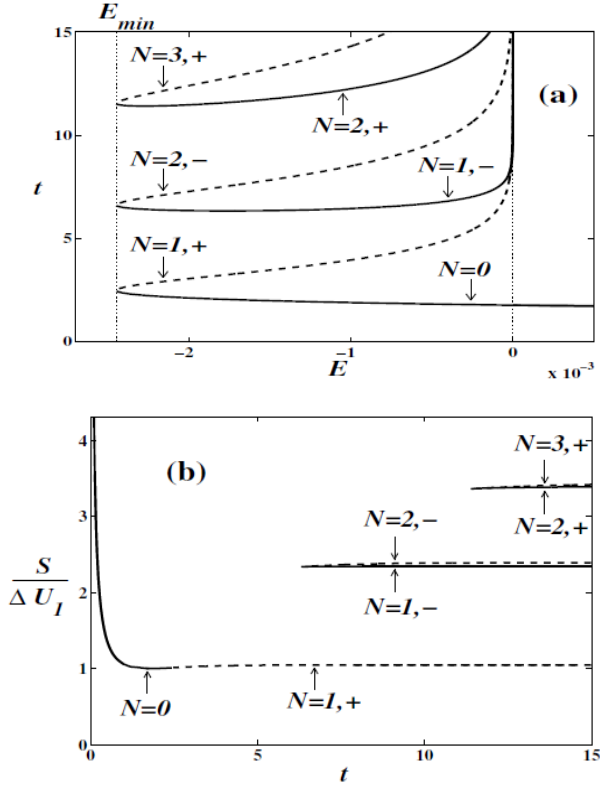 E_min
15
N=3,+
(a)
10
N=2,+
t
N=2,-
N=1,-
5
N=1,+
N=0
0
−2
−1
0
E
x 10^-3
4
(b)
N=3,+
3
N=2,-
N=2,+
S
Δ U_I
2
N=1,-
1
N=0
N=1,+
0
0
5
10
15
t